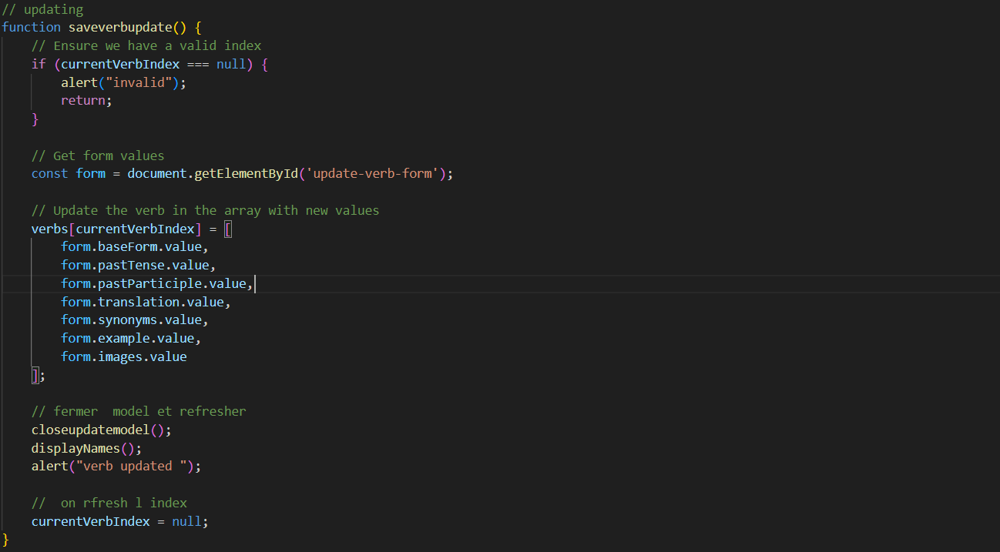 // updating
function saveverbupdate() {
    // Ensure we have a valid index
    if (currentVerbIndex === null) {
        alert("invalid");
        return;
    }

    // Get form values
    const form = document.getElementById('update-verb-form');

    // Update the verb in the array with new values
    verbs[currentVerbIndex] = [
        form.baseForm.value,
        form.pastTense.value,
        form.pastParticiple.value,
        form.translation.value,
        form.synonyms.value,
        form.example.value,
        form.images.value
    ];

    // fermer  model et refresher
    closeupdatemodel();
    displayNames();
    alert("verb updated ");

    //  on rfresh l index
    currentVerbIndex = null;
}